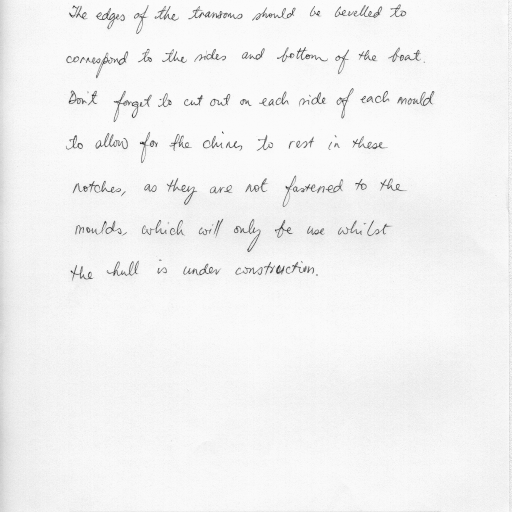 The edges of the transoms should be bevelled to
correspond to the sides and bottom of the boat.
Don't forget to cut out on each side of each mould
to allow for the chines to rest in these
notches, as they are not fastened to the
moulds, which will only be use whilst
the hull is under construction.